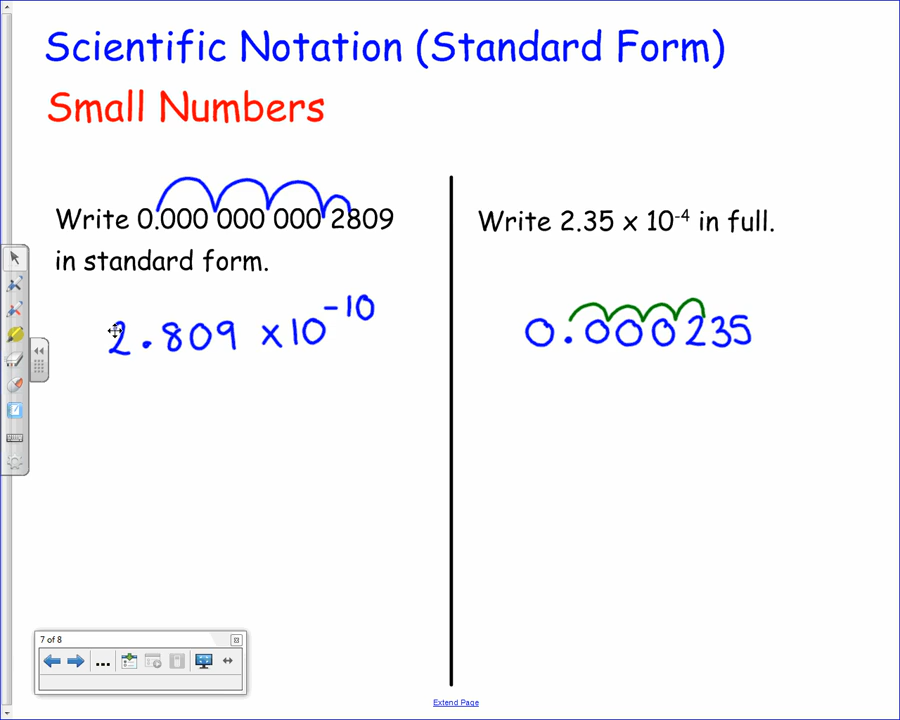 Scientific Notation (Standard Form)
Small Numbers
Write 0.000 000 000 2809
in standard form.
2.809 ×10⁻¹⁰
Write 2.35 x 10⁻⁴ in full.
0.000235
7 of 8
...
Extend Page